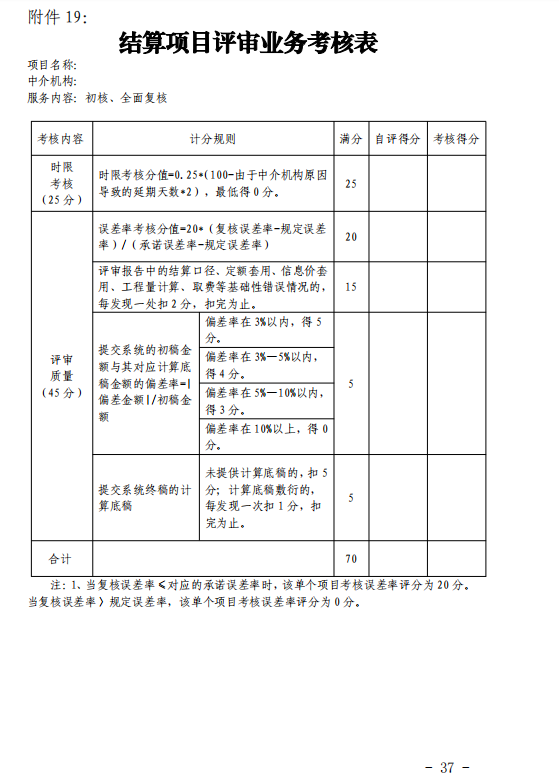 附件 19：
结算项目评审业务考核表
项目名称：
中介机构：
服务内容：初核、全面复核
考核内容 计分规则 满分 自评得分 考核得分
时限
考核
（25 分）
时限考核分值=0.25*(100-由于中介机构原因
导致的延期天数*2)，最低得 0 分。
25
评审
质量
（45 分）
误差率考核分值=20*（复核误差率-规定误差
率）/（承诺误差率-规定误差率）
20
评审报告中的结算口径、定额套用、信息价套
用、工程量计算、取费等基础性错误情况的，
每发现一处扣 2 分，扣完为止。
15
提交系统的初稿金
额与其对应计算底
稿金额的偏差率=|
偏差金额|/初稿金
额
偏差率在 3%以内，得 5
分。
偏差率在 3%—5%以内，
得 4 分。
偏差率在 5%—10%以内，
得 3 分。
偏差率在 10%以上，得 0
分。
5
提交系统终稿的计
算底稿
未提供计算底稿的，扣 5
分；计算底稿敷衍的，
每发现一次扣 1 分，扣
完为止。
5
合计 70
注：1、当复核误差率≤对应的承诺误差率时，该单个项目考核误差率评分为 20 分。
当复核误差率〉规定误差率，该单个项目考核误差率评分为 0 分。
- 37 -